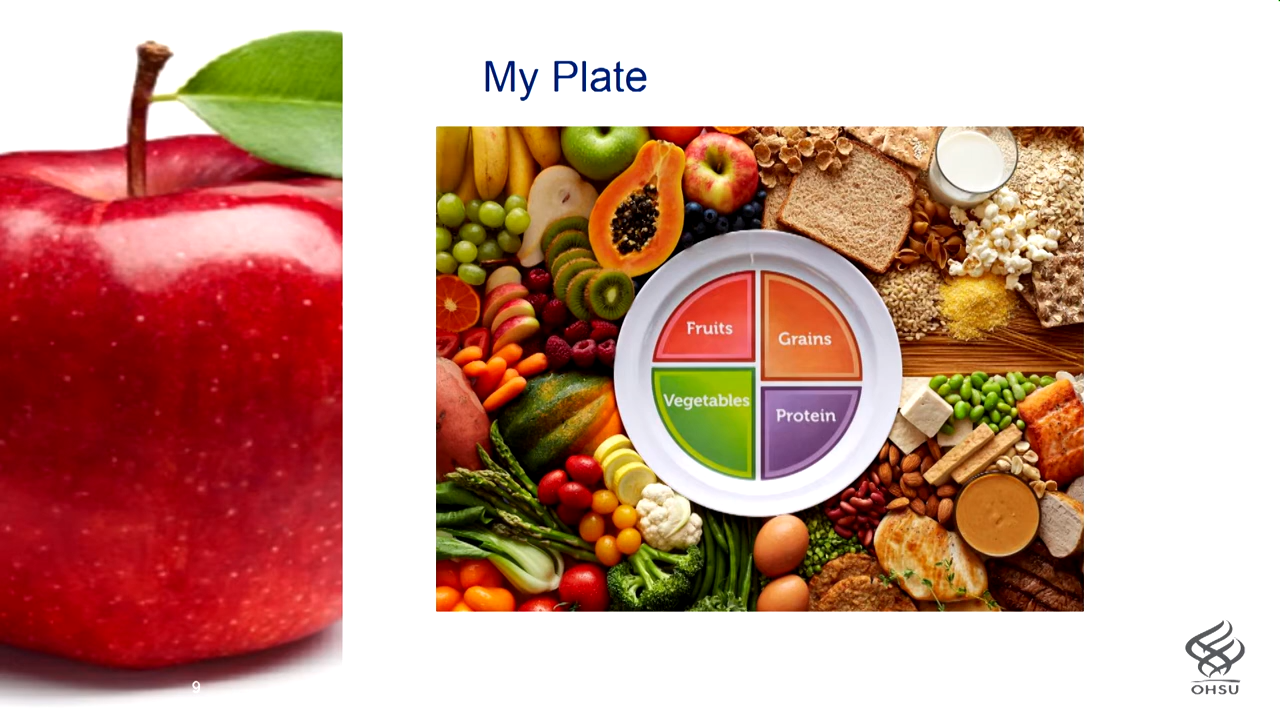 My Plate
Fruits
Grains
Vegetables
Protein
9
OHSU